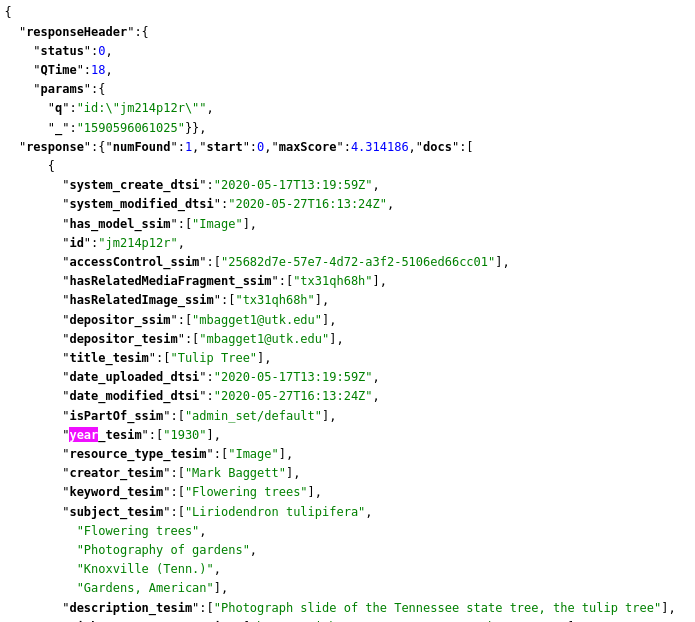 {
"responseHeader":{
"status":0,
"QTime":18,
"params":{
"q":"id:\"jm214p12r\"",
"_":"1590596061025"}},
"response":{"numFound":1,"start":0,"maxScore":4.314186,"docs":[
{
"system_create_dtsi":"2020-05-17T13:19:59Z",
"system_modified_dtsi":"2020-05-27T16:13:24Z",
"has_model_ssim":["Image"],
"id":"jm214p12r",
"accessControl_ssim":["25682d7e-57e7-4d72-a3f2-5106ed66cc01"],
"hasRelatedMediaFragment_ssim":["tx31qh68h"],
"hasRelatedImage_ssim":["tx31qh68h"],
"depositor_ssim":["mbagget1@utk.edu"],
"depositor_tesim":["mbagget1@utk.edu"],
"title_tesim":["Tulip Tree"],
"date_uploaded_dtsi":"2020-05-17T13:19:59Z",
"date_modified_dtsi":"2020-05-27T16:13:24Z",
"isPartOf_ssim":["admin_set/default"],
"year_tesim":["1930"],
"resource_type_tesim":["Image"],
"creator_tesim":["Mark Baggett"],
"keyword_tesim":["Flowering trees"],
"subject_tesim":["Liriodendron tulipifera",
"Flowering trees",
"Photography of gardens",
"Knoxville (Tenn.)",
"Gardens, American"],
"description_tesim":["Photograph slide of the Tennessee state tree, the tulip tree"],